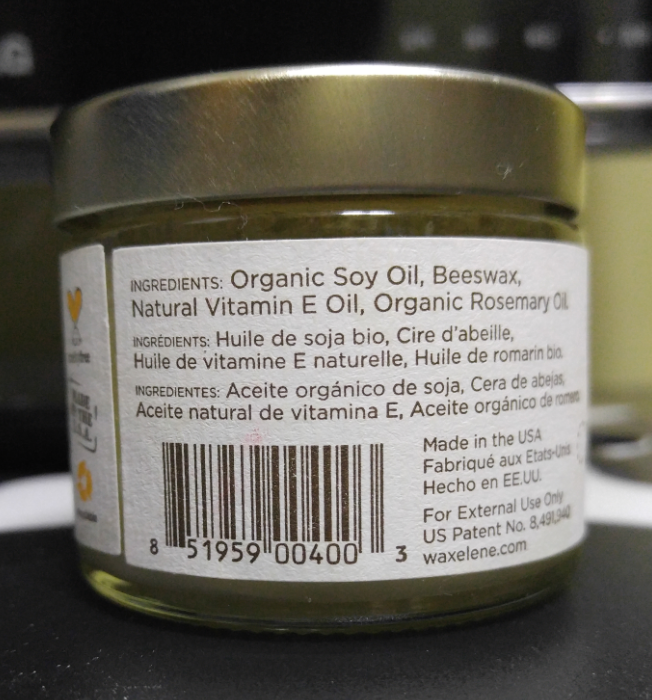 INGREDIENTS: Organic Soy Oil, Beeswax,
Natural Vitamin E Oil, Organic Rosemary Oil.
INGRÉDIENTS: Huile de soja bio, Cire d'abeille,
Huile de vitamine E naturelle, Huile de romarin bio.
INGREDIENTES: Aceite orgánico de soja, Cera de abejas,
Aceite natural de vitamina E, Aceite orgánico de romero
Made in the USA
Fabriqué aux Etats-Unis
Hecho en EE.UU.
For External Use Only
US Patent No. 8,491,940
waxelene.com
8 51959 00400 3
MADE
IN THE
U.S.A.